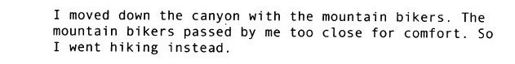 I moved down the canyon with the mountain bikers. The
mountain bikers passed by me too close for comfort. So
I went hiking instead.